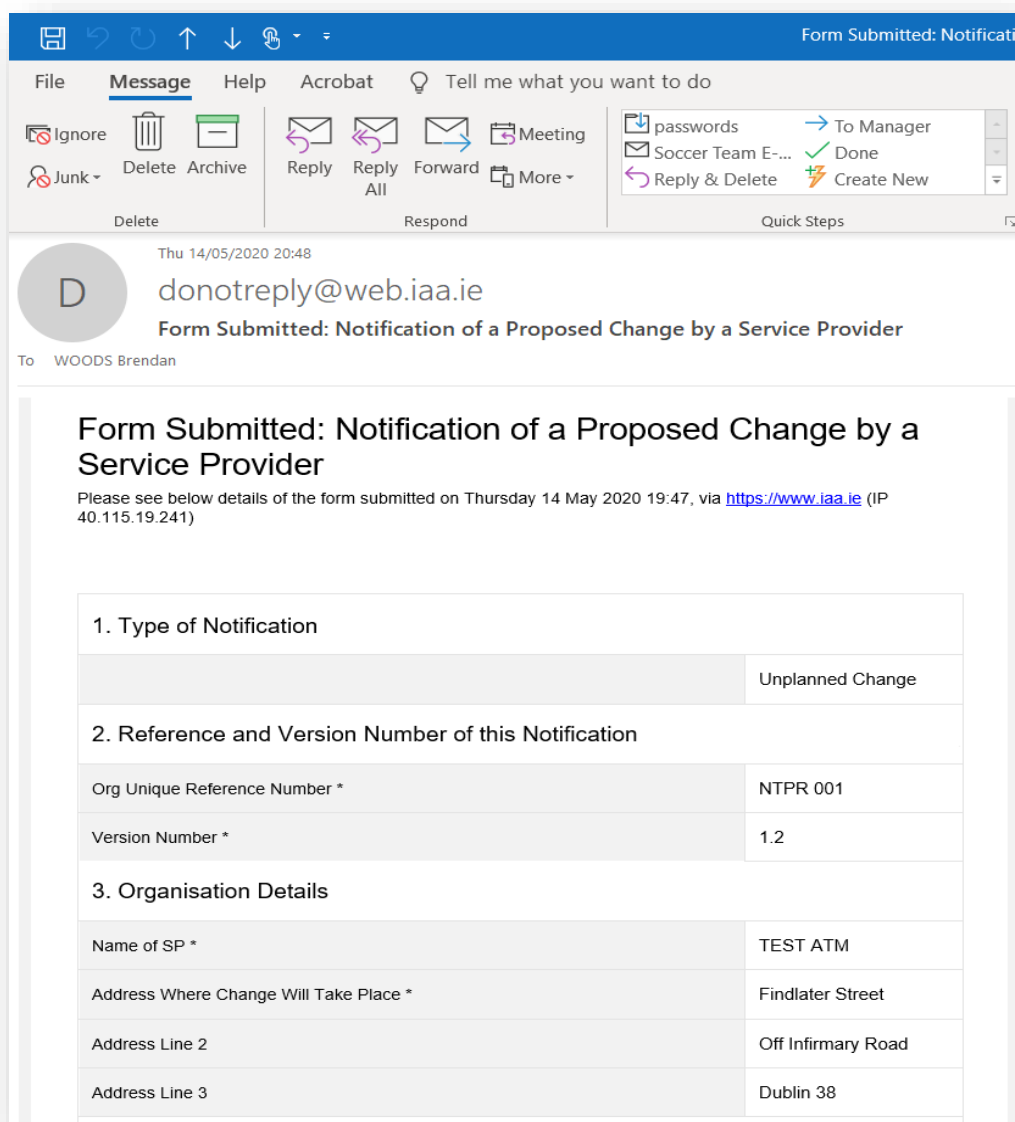 Form Submitted: Notificati
File Message Help Acrobat Tell me what you want to do
Ignore
Junk
Delete Archive
Reply Reply All Forward
Meeting
More
passwords To Manager
Soccer Team E-... Done
Reply & Delete Create New
Delete Respond Quick Steps
Thu 14/05/2020 20:48
D
donotreply@web.iaa.ie
Form Submitted: Notification of a Proposed Change by a Service Provider
To WOODS Brendan
Form Submitted: Notification of a Proposed Change by a
Service Provider
Please see below details of the form submitted on Thursday 14 May 2020 19:47, via https://www.iaa.ie (IP
40.115.19.241)
1. Type of Notification
Unplanned Change
2. Reference and Version Number of this Notification
Org Unique Reference Number * NTPR 001
Version Number * 1.2
3. Organisation Details
Name of SP * TEST ATM
Address Where Change Will Take Place * Findlater Street
Address Line 2 Off Infirmary Road
Address Line 3 Dublin 38